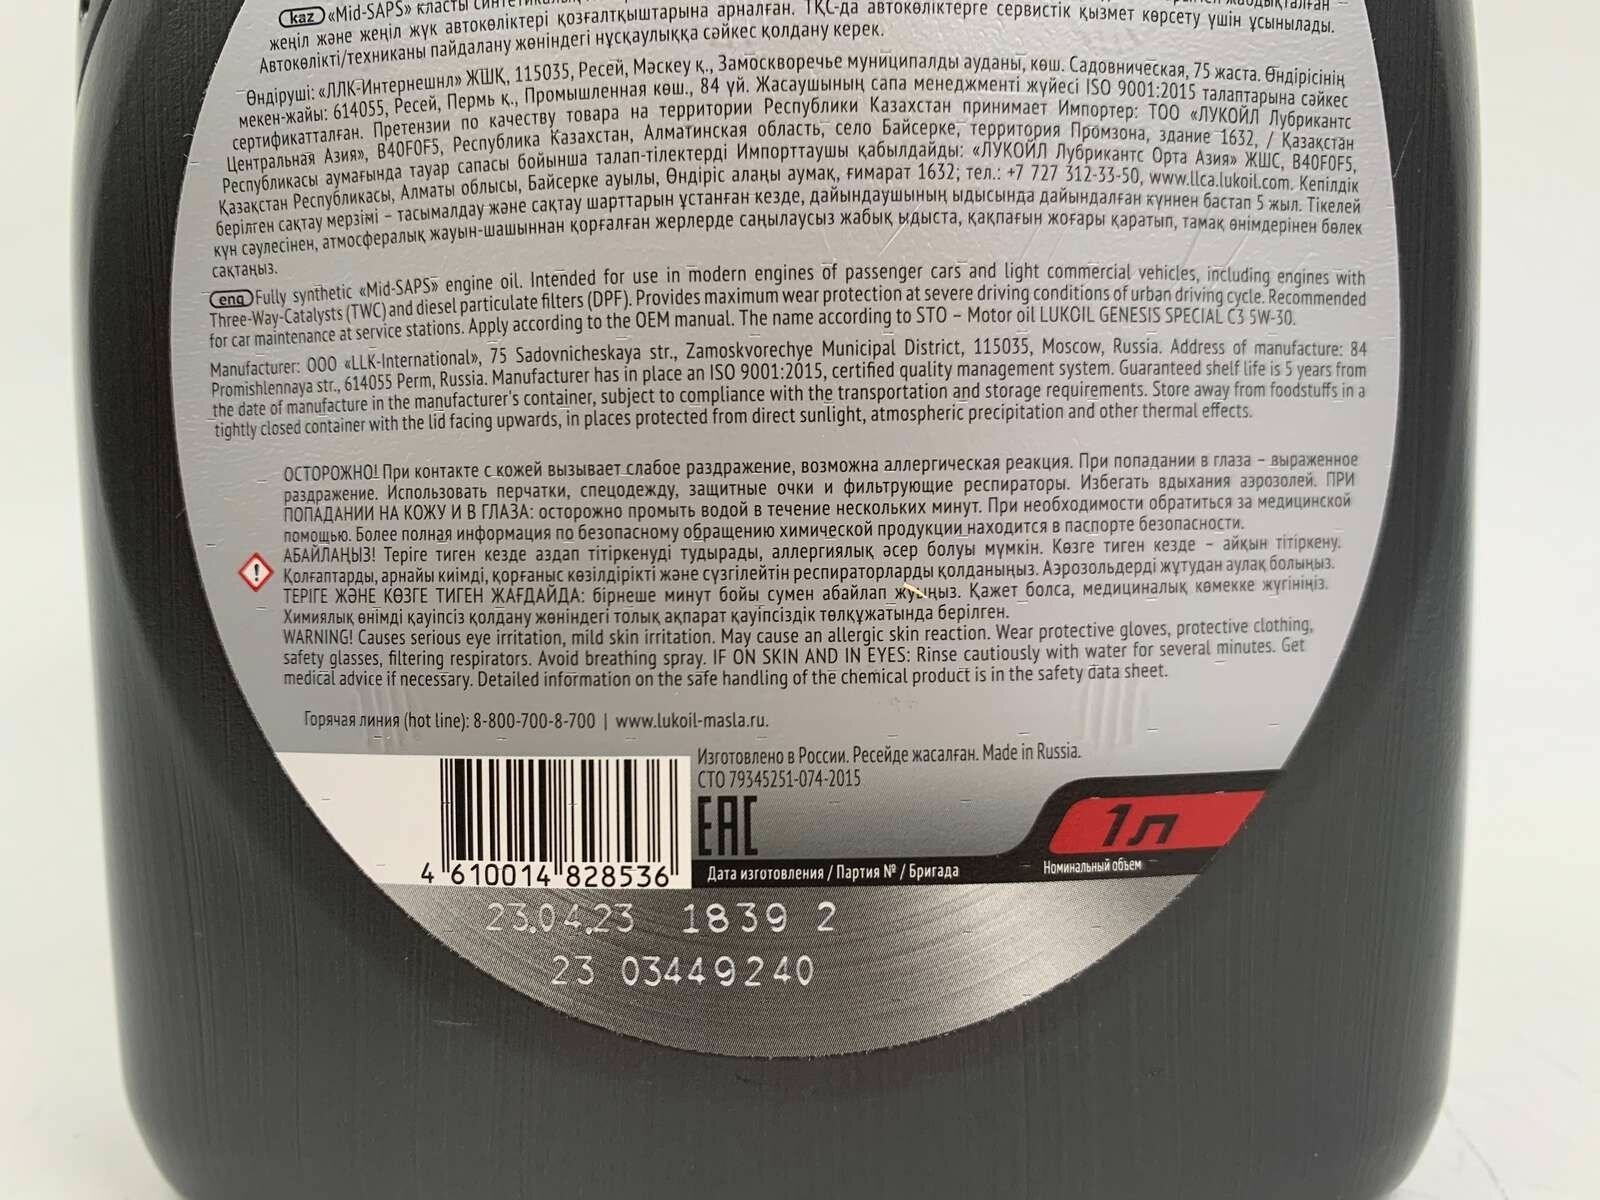 kaz «Mid-SAPS» класты
жеңіл және жеңіл жүк автокөліктері қозғалтқыштарына арналған. ТҚС-да автокөліктерге сервистік қызмет көрсету үшін ұсынылады.
Автокөлікті/техниканы пайдалану жөніндегі нұсқаулыққа сәйкес қолдану керек.
Өндіруші: «ЛЛК-Интернешнл» ЖШҚ, 115035, Ресей, Мәскеу қ., Замоскворечье муниципалды ауданы, көш. Садовническая, 75 жаста. Өндірісінің
мекен-жайы: 614055, Ресей, Пермь қ., Промышленная көш., 84 үй. Жасаушының сапа менеджменті жүйесі ISO 9001:2015 талаптарына сәйкес
сертификатталған. Претензии по качеству товара на территории Республики Казахстан принимает Импортер: ТОО «ЛУКОЙЛ Лубрикантс
Центральная Азия», B40F0F5, Республика Казахстан, Алматинская область, село Байсерке, территория Промзона, здание 1632, / Қазақстан
Республикасы аумағында тауар сапасы бойынша талап-тілектерді Импорттаушы қабылдайды: «ЛУКОЙЛ Лубрикантс Орта Азия» ЖШС, B40F0F5,
Қазақстан Республикасы, Алматы облысы, Байсерке ауылы, Өндіріс алаңы аумақ, ғимарат 1632; тел.: +7 727 312-33-50, www.llca.lukoil.com. Кепілдік
берілген сақтау мерзімі – тасымалдау және сақтау шарттарын ұстанған кезде, дайындаушының ыдысында дайындалған күннен бастап 5 жыл. Тікелей
күн сәулесінен, атмосфералық жауын-шашыннан қорғалған жерлерде саңылаусыз жабық ыдыста, қақпағын жоғары қаратып, тамақ өнімдерінен бөлек
сақтаңыз.
eng Fully synthetic «Mid-SAPS» engine oil. Intended for use in modern engines of passenger cars and light commercial vehicles, including engines with
Three-Way-Catalysts (TWC) and diesel particulate filters (DPF). Provides maximum wear protection at severe driving conditions of urban driving cycle. Recommended
for car maintenance at service stations. Apply according to the OEM manual. The name according to STO – Motor oil LUKOIL GENESIS SPECIAL C3 5W-30.
Manufacturer: OOO «LLK-International», 75 Sadovnicheskaya str., Zamoskvorechye Municipal District, 115035, Moscow, Russia. Address of manufacture: 84
Promishlennaya str., 614055 Perm, Russia. Manufacturer has in place an ISO 9001:2015, certified quality management system. Guaranteed shelf life is 5 years from
the date of manufacture in the manufacturer's container, subject to compliance with the transportation and storage requirements. Store away from foodstuffs in a
tightly closed container with the lid facing upwards, in places protected from direct sunlight, atmospheric precipitation and other thermal effects.
ОСТОРОЖНО! При контакте с кожей вызывает слабое раздражение, возможна аллергическая реакция. При попадании в глаза – выраженное
раздражение. Использовать перчатки, спецодежду, защитные очки и фильтрующие респираторы. Избегать вдыхания аэрозолей. ПРИ
ПОПАДАНИИ НА КОЖУ И В ГЛАЗА: осторожно промыть водой в течение нескольких минут. При необходимости обратиться за медицинской
помощью. Более полная информация по безопасному обращению химической продукции находится в паспорте безопасности.
АБАЙЛАҢЫЗ! Теріге тиген кезде аздап тітіркенуді тудырады, аллергиялық әсер болуы мүмкін. Көзге тиген кезде – айқын тітіркену.
Қолғаптарды, арнайы киімді, қорғаныс көзілдірікті және сүзгілейтін респираторларды қолданыңыз. Аэрозольдерді жұтудан аулақ болыңыз.
ТЕРІГЕ ЖӘНЕ КӨЗГЕ ТИГЕН ЖАҒДАЙДА: бірнеше минут бойы сумен абайлап жуыңыз. Қажет болса, медициналық көмекке жүгініңіз.
Химиялық өнімді қауіпсіз қолдану жөніндегі толық ақпарат қауіпсіздік төлқұжатында берілген.
WARNING! Causes serious eye irritation, mild skin irritation. May cause an allergic skin reaction. Wear protective gloves, protective clothing,
safety glasses, filtering respirators. Avoid breathing spray. IF ON SKIN AND IN EYES: Rinse cautiously with water for several minutes. Get
medical advice if necessary. Detailed information on the safe handling of the chemical product is in the safety data sheet.
Горячая линия (hot line): 8-800-700-8-700 | www.lukoil-masla.ru.
Изготовлено в России. Ресейде жасалған. Made in Russia.
СТО 79345251-074-2015
EAC
1л
Номинальный объем
4 610014 828536
Дата изготовления / Партия № / Бригада
23.04.23 1839 2
23 03449240